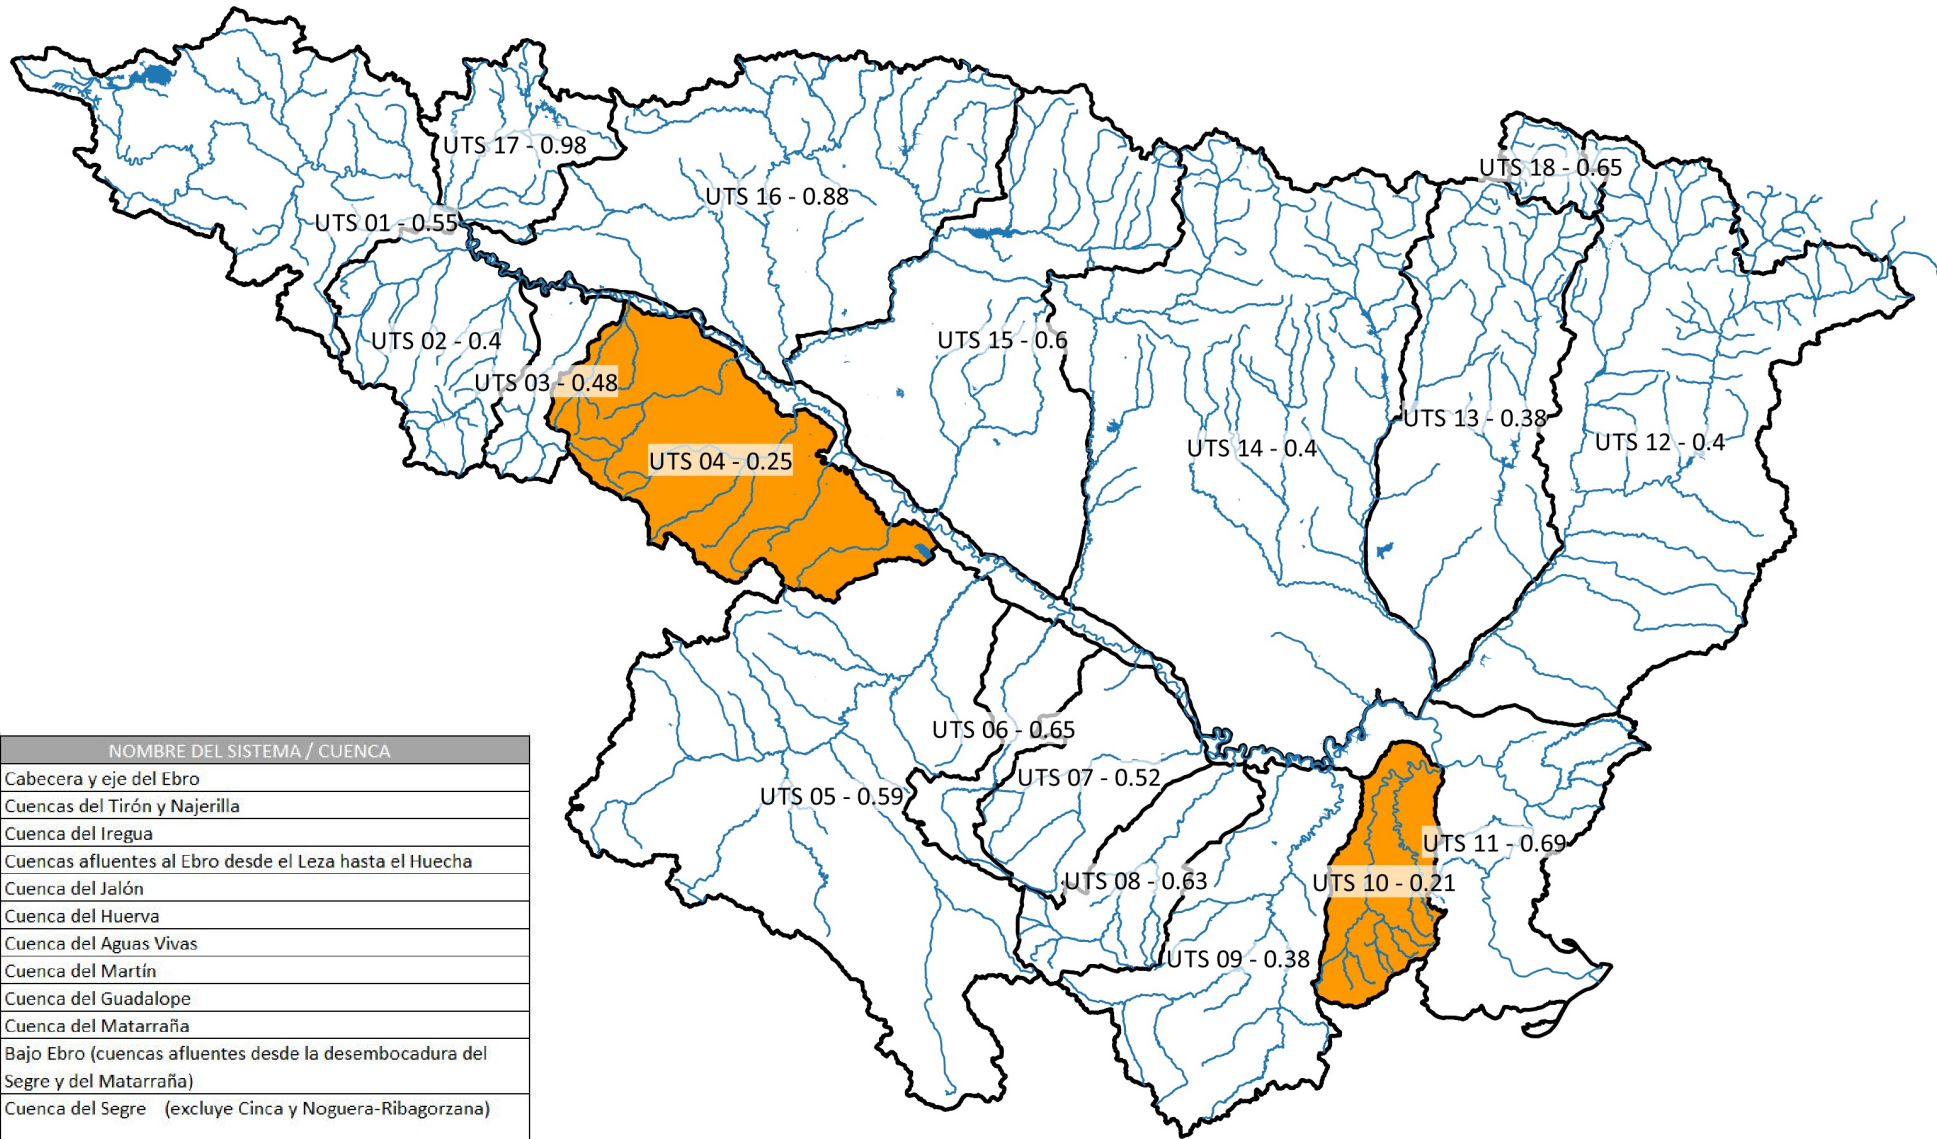 UTS 17 - 0.98
UTS 18 - 0.65
UTS 16 - 0.88
UTS 01 - 0.55
UTS 02 - 0.4
UTS 15 - 0.6
UTS 03 - 0.48
UTS 13 - 0.38
UTS 12 - 0.4
UTS 14 - 0.4
UTS 04 - 0.25
UTS 06 - 0.65
UTS 07 - 0.52
UTS 05 - 0.59
UTS 11 - 0.69
UTS 08 - 0.63
UTS 10 - 0.21
UTS 09 - 0.38
NOMBRE DEL SISTEMA / CUENCA
Cabecera y eje del Ebro
Cuencas del Tirón y Najerilla
Cuenca del Iregua
Cuencas afluentes al Ebro desde el Leza hasta el Huecha
Cuenca del Jalón
Cuenca del Huerva
Cuenca del Aguas Vivas
Cuenca del Martín
Cuenca del Guadalope
Cuenca del Matarraña
Bajo Ebro (cuencas afluentes desde la desembocadura del
Segre y del Matarraña)
Cuenca del Segre (excluye Cinca y Noguera-Ribagorzana)